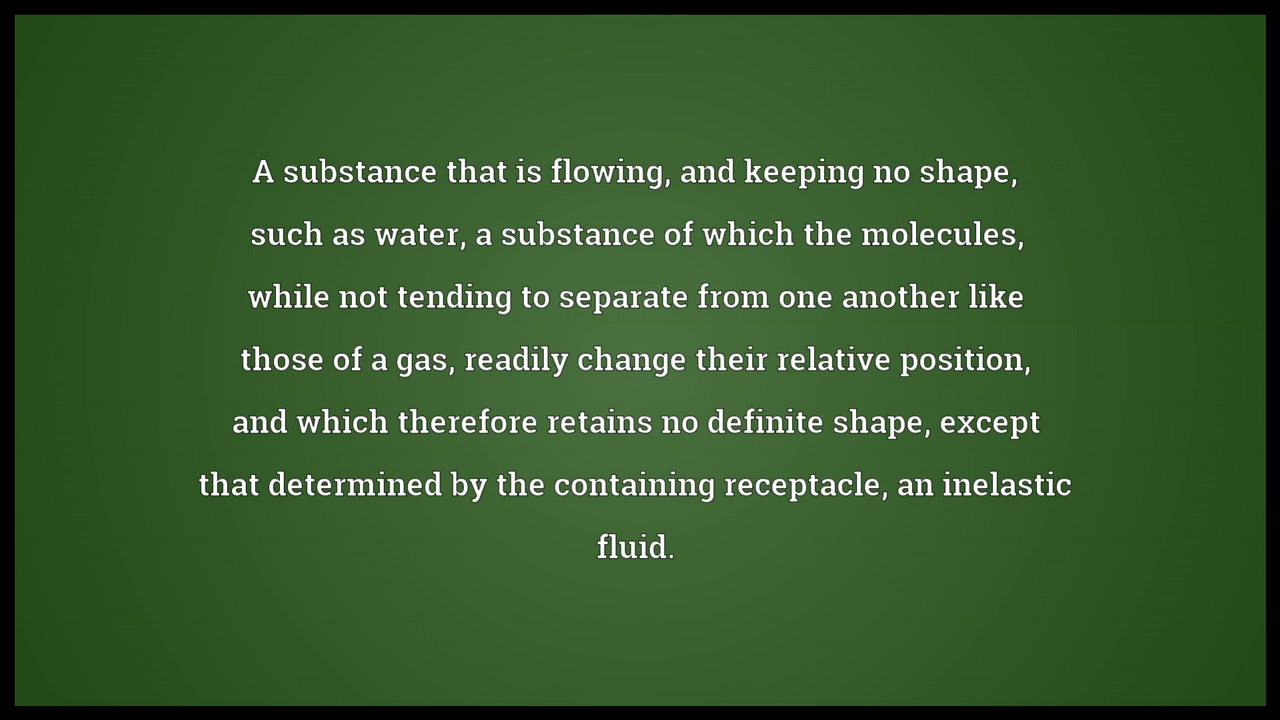 A substance that is flowing, and keeping no shape,
such as water, a substance of which the molecules,
while not tending to separate from one another like
those of a gas, readily change their relative position,
and which therefore retains no definite shape, except
that determined by the containing receptacle, an inelastic
fluid.